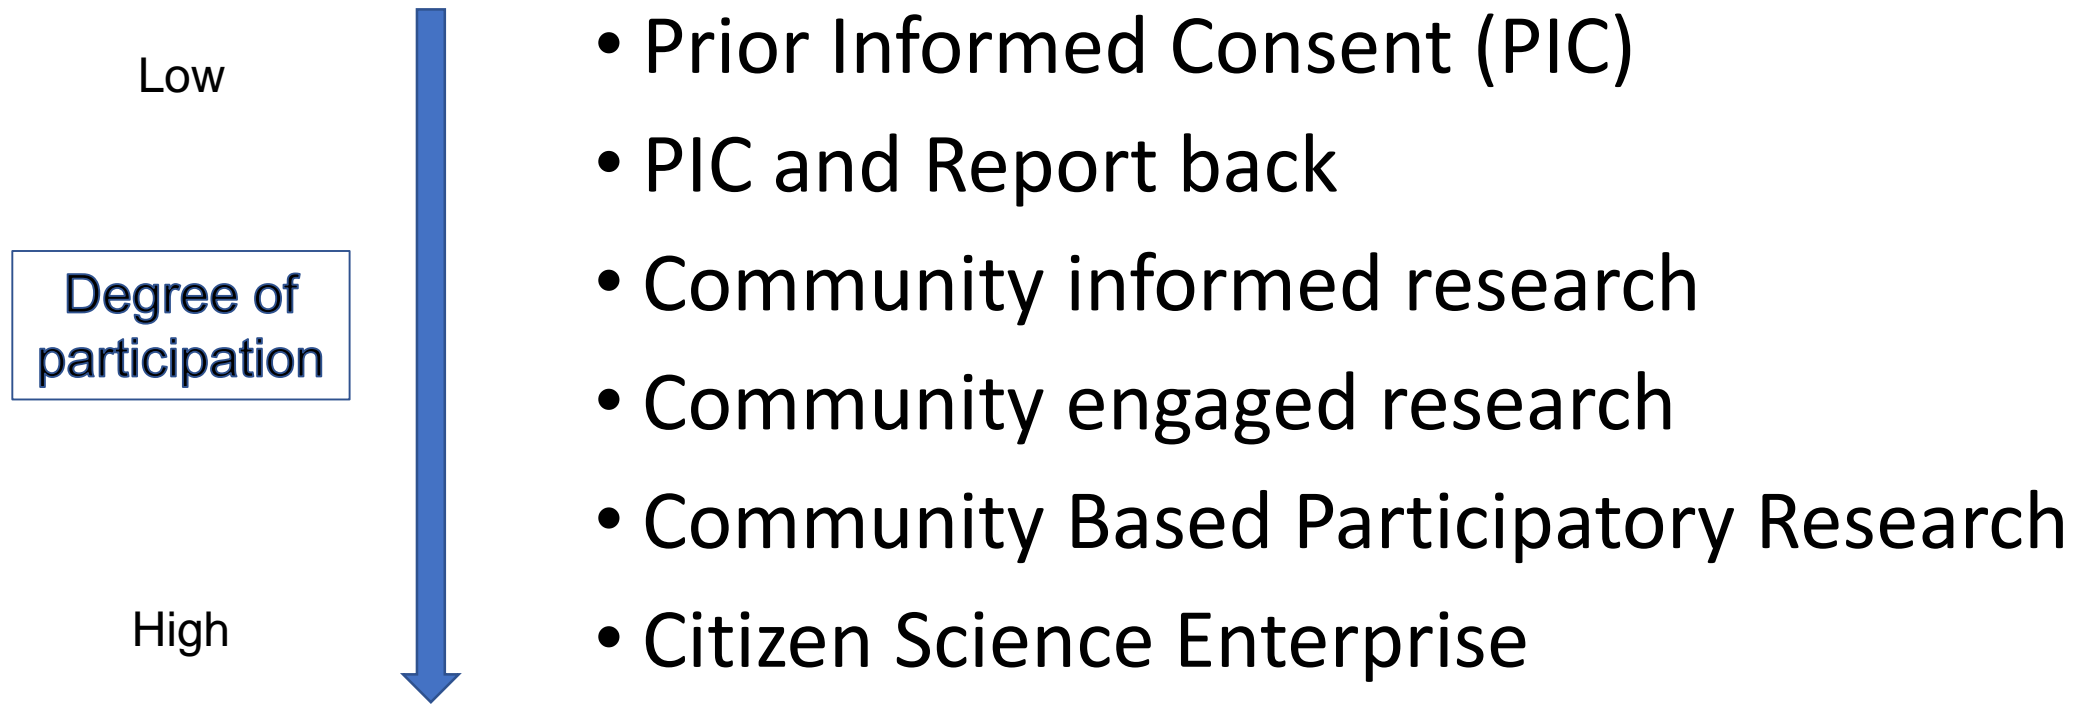 Low
Degree of
participation
High
• Prior Informed Consent (PIC)
• PIC and Report back
• Community informed research
• Community engaged research
• Community Based Participatory Research
• Citizen Science Enterprise